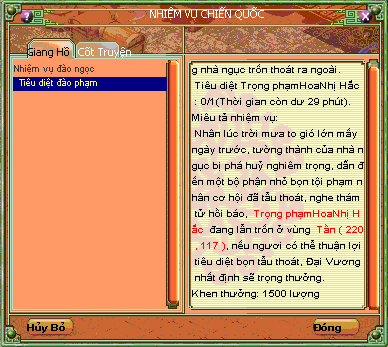 NHIỆM VỤ CHIẾN QUỐC
Giang Hồ
Cốt Truyện
Nhiệm vụ đào ngọc
Tiêu diệt đào phạm
g nhà ngục trốn thoát ra ngoài.
Tiêu diệt Trọng phạmHoaNhị Hắc
: 0/1(Thời gian còn dư 29 phút).
Miêu tả nhiệm vụ:
Nhân lúc trời mưa to gió lớn mấy
ngày trước, tường thành của nhà n
gục bị phá huỷ nghiêm trọng, dẫn đ
ến một bộ phận nhỏ bọn tội phạm n
hân cơ hội đã tẩu thoát, nghe thám
tử hồi báo, Trọng phạmHoaNhị H
ắc đang lẩn trốn ở vùng Tần ( 220
, 117 ), nếu ngươi có thể thuận lợi
tiêu diệt bọn tẩu thoát, Đại Vương
nhất định sẽ trọng thưởng.
Khen thưởng: 1500 lượng
Hủy Bỏ
Đóng